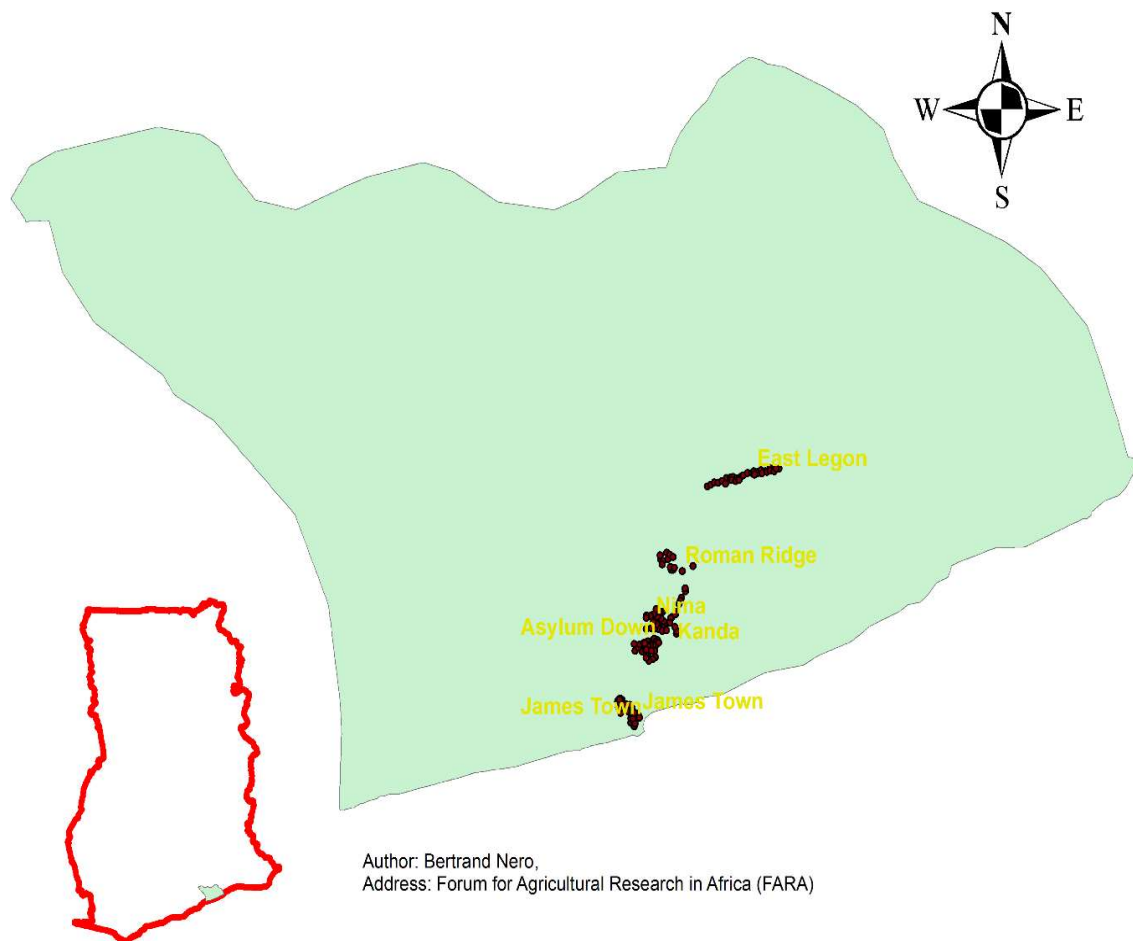 N
W E
S
East Legon
Roman Ridge
Nima
Asylum Down
Kanda
James Town
James Town
Author: Bertrand Nero,
Address: Forum for Agricultural Research in Africa (FARA)